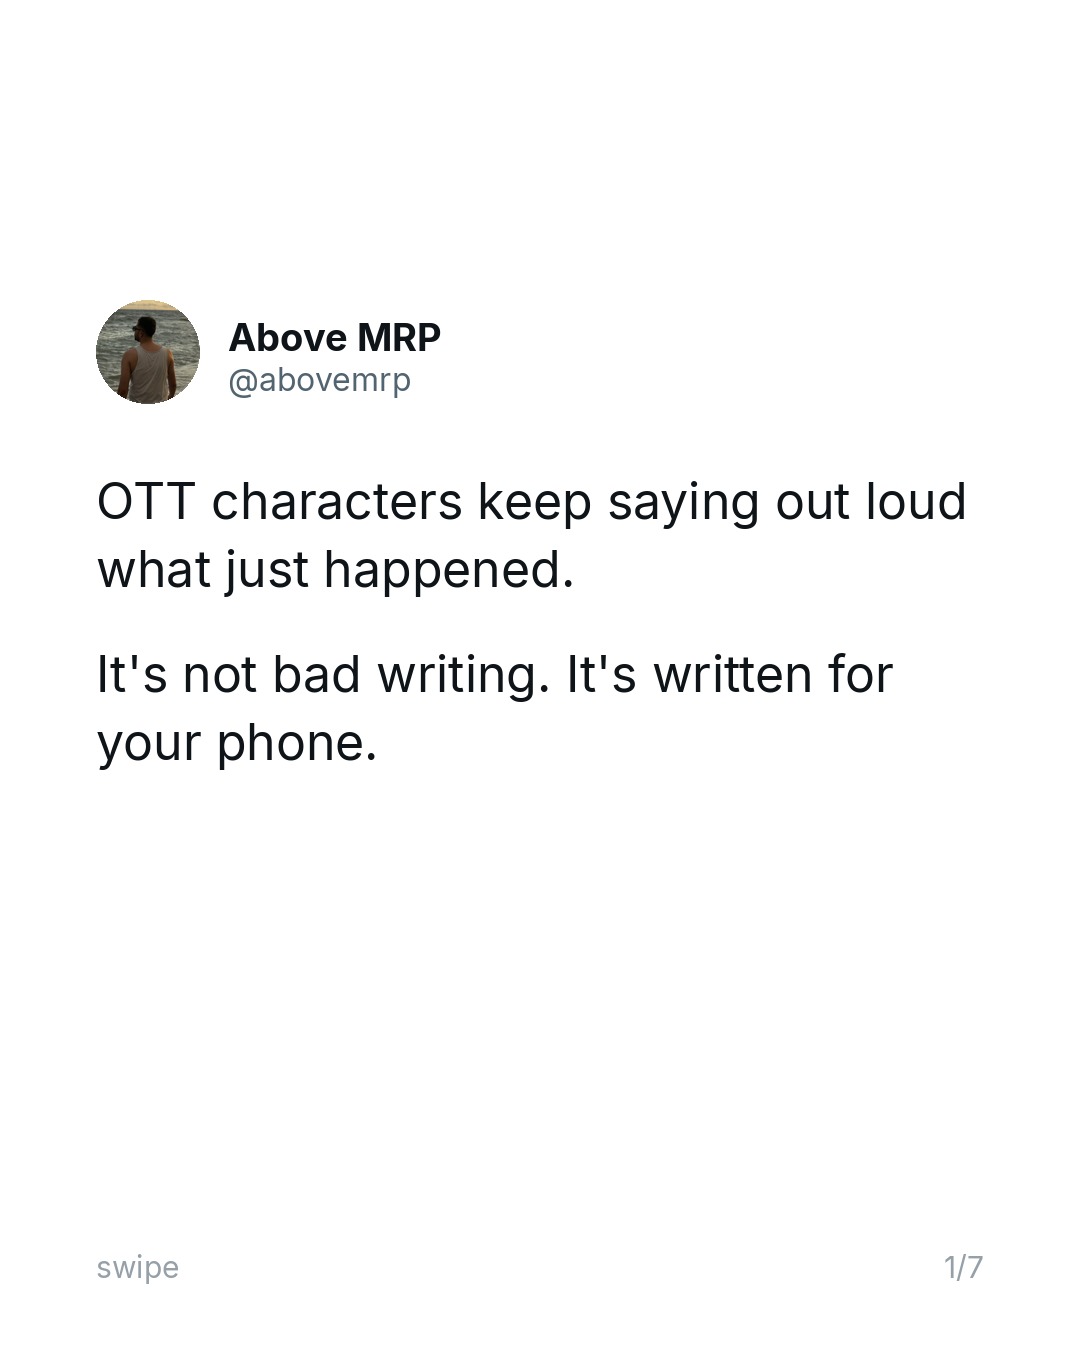 Above MRP
@abovemrp
OTT characters keep saying out loud
what just happened.
It's not bad writing. It's written for
your phone.
swipe
1/7